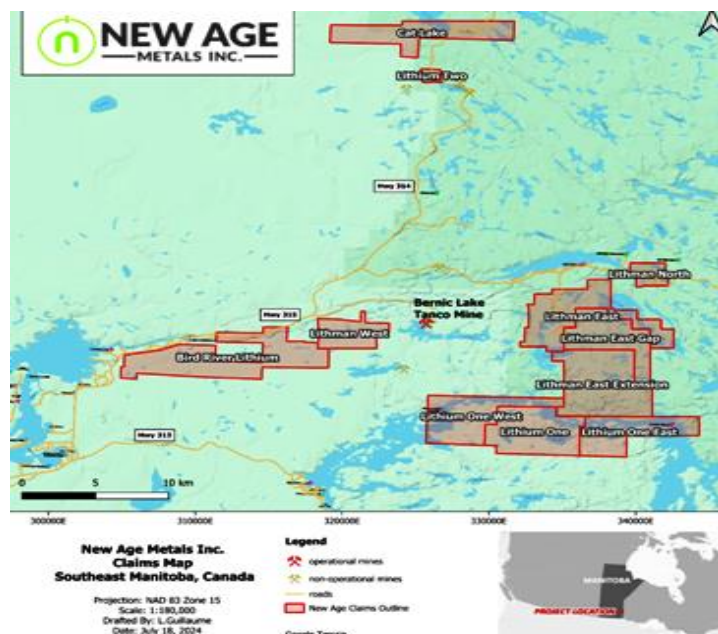 NEW AGE
METALS INC.
Cat Lake
Lithium Two
Hwy 314
Lithman North
Bernic Lake
Tanco Mine
Hwy 315
Lithman West
Lithman East
Lithman East Gap
Bird River Lithium
Lithman East Extension
Lithium One West
Lithium One
Lithium One East
Hwy 313
0 5 10 km
300000E 310000E 320000E 330000E 340000E
New Age Metals Inc.
Claims Map
Southeast Manitoba, Canada
Projection: NAD 83 Zone 15
Scale: 1:180,000
Drafted By: L.Guillaume
Date: July 18, 2024
Legend
operational mines
non-operational mines
roads
New Age Claims Outline
Google Terrain
MANITOBA
PROJECT LOCATION